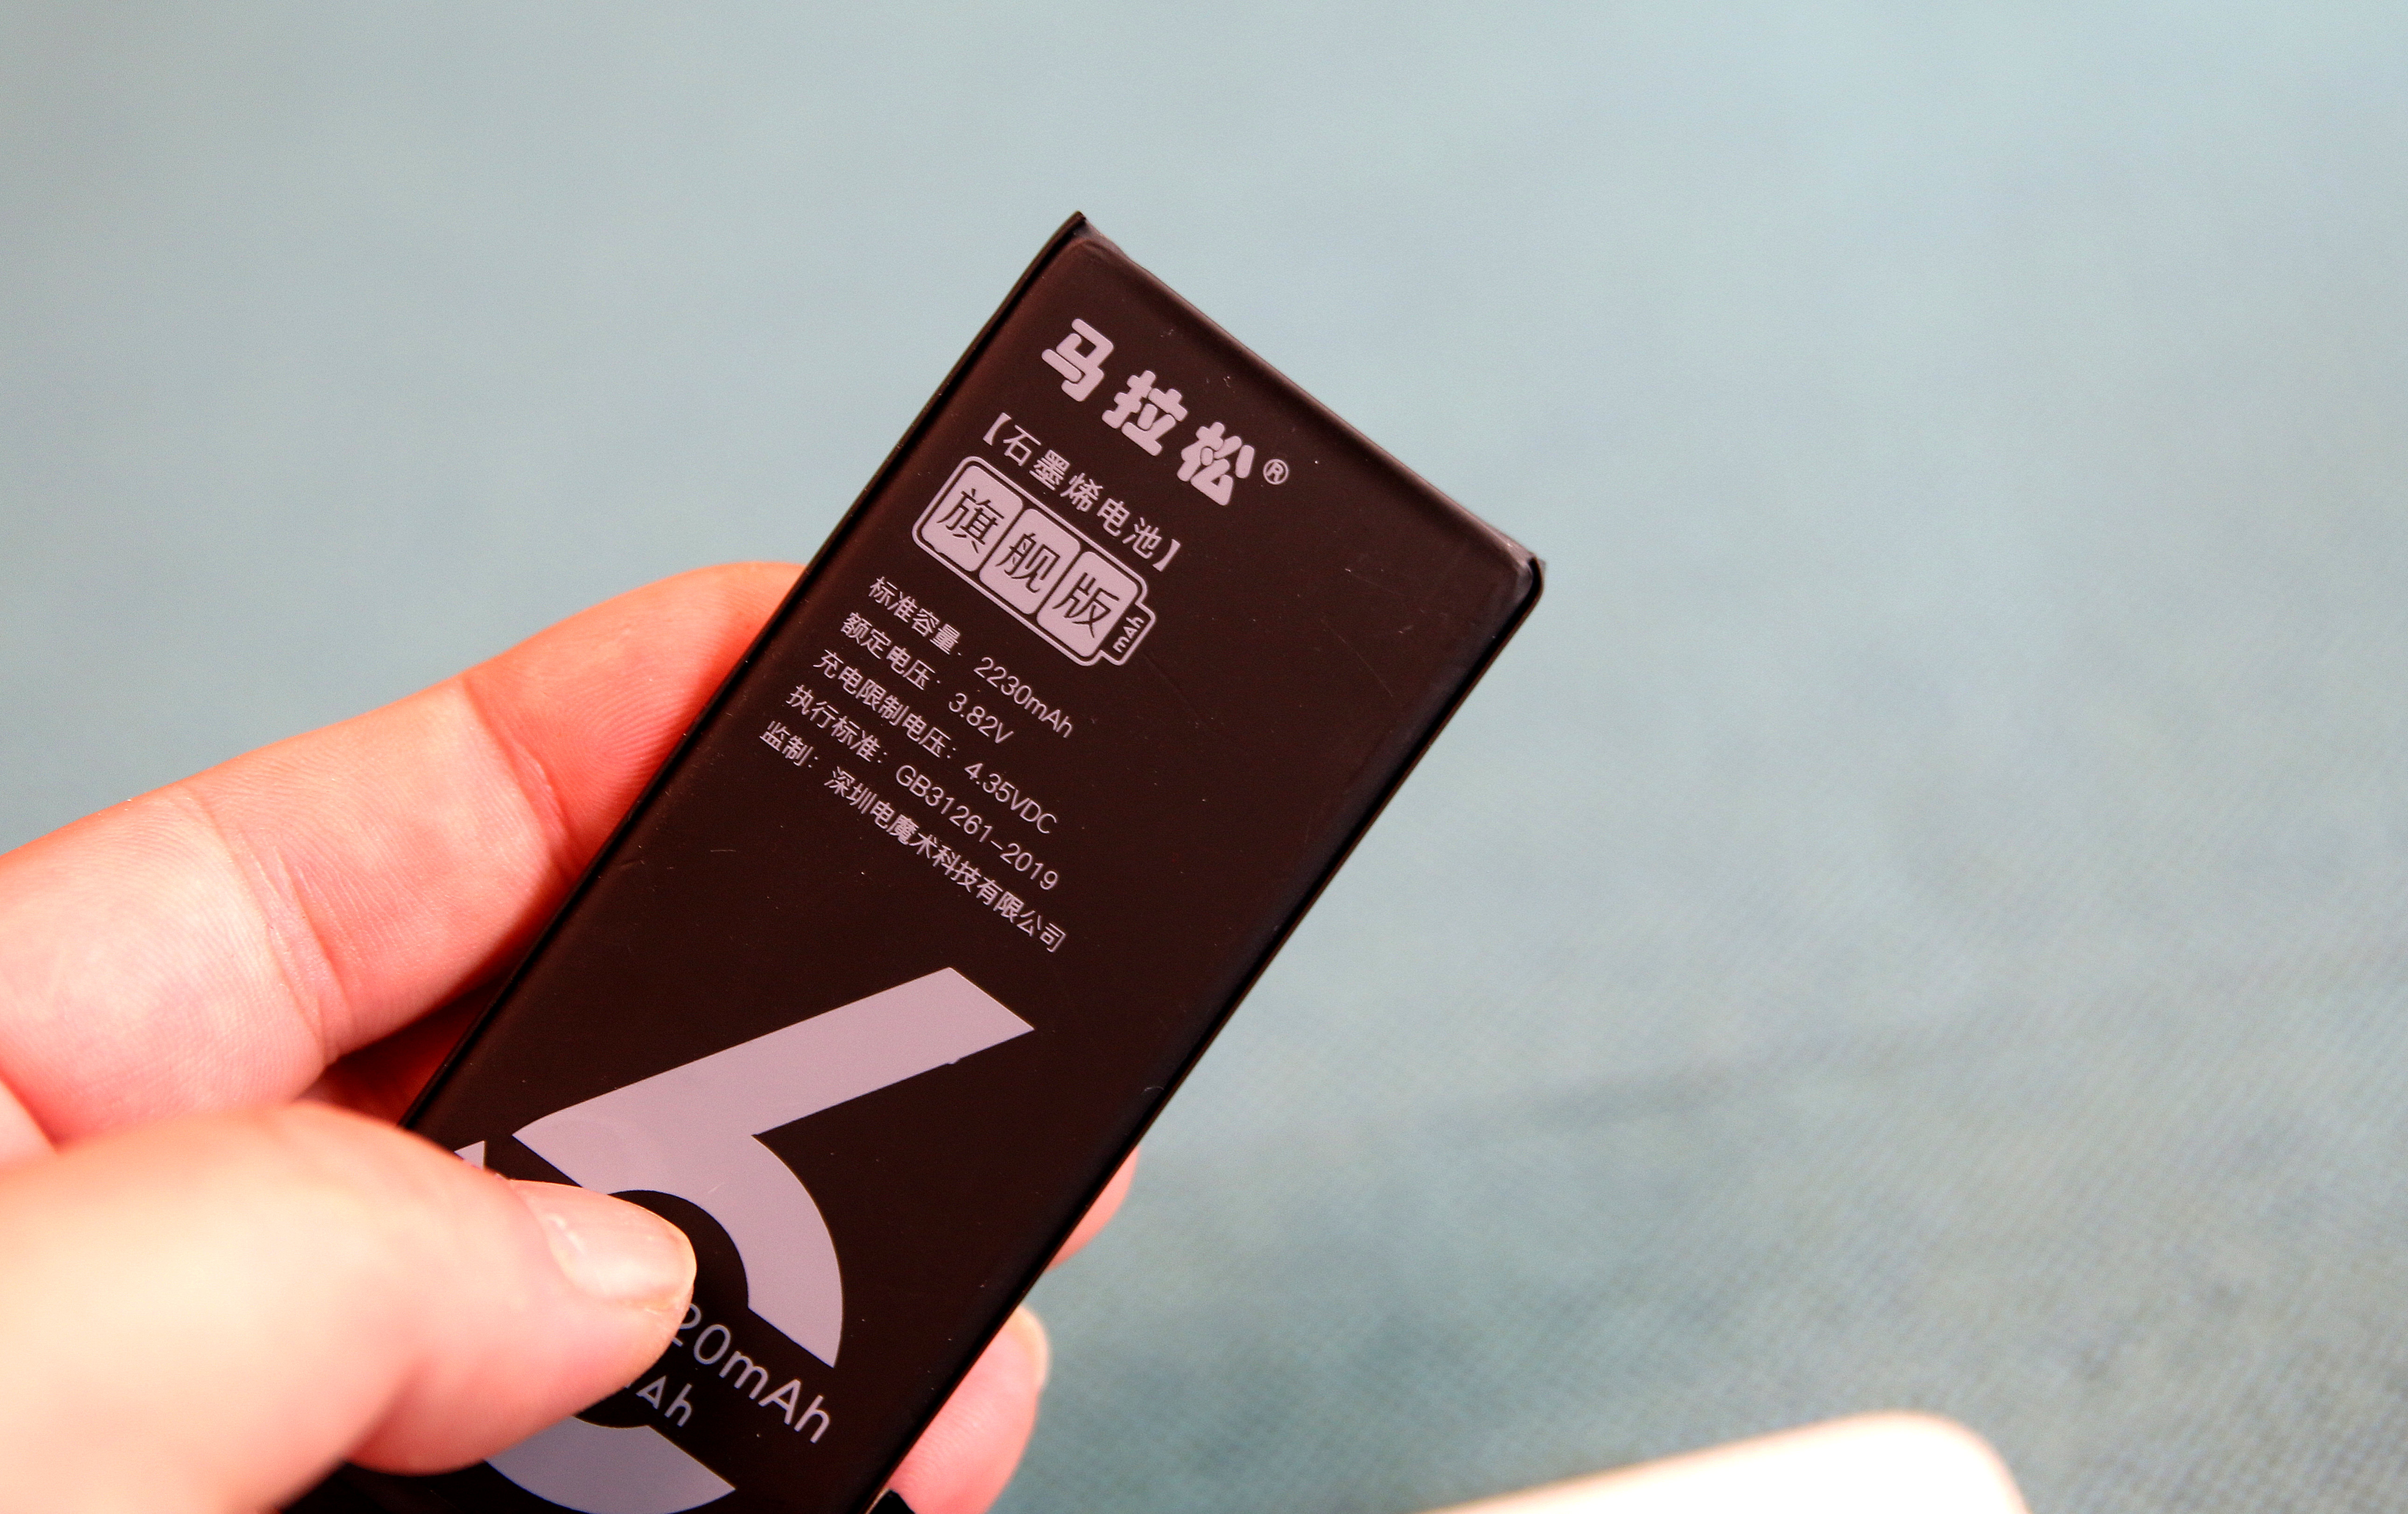 马拉松®
【石墨烯电池】
旗舰版 mAh
标准容量: 2230mAh
额定电压: 3.82V
充电限制电压: 4.35VDC
执行标准: GB31261-2019
监制: 深圳电魔术科技有限公司
6
20mAh
Ah